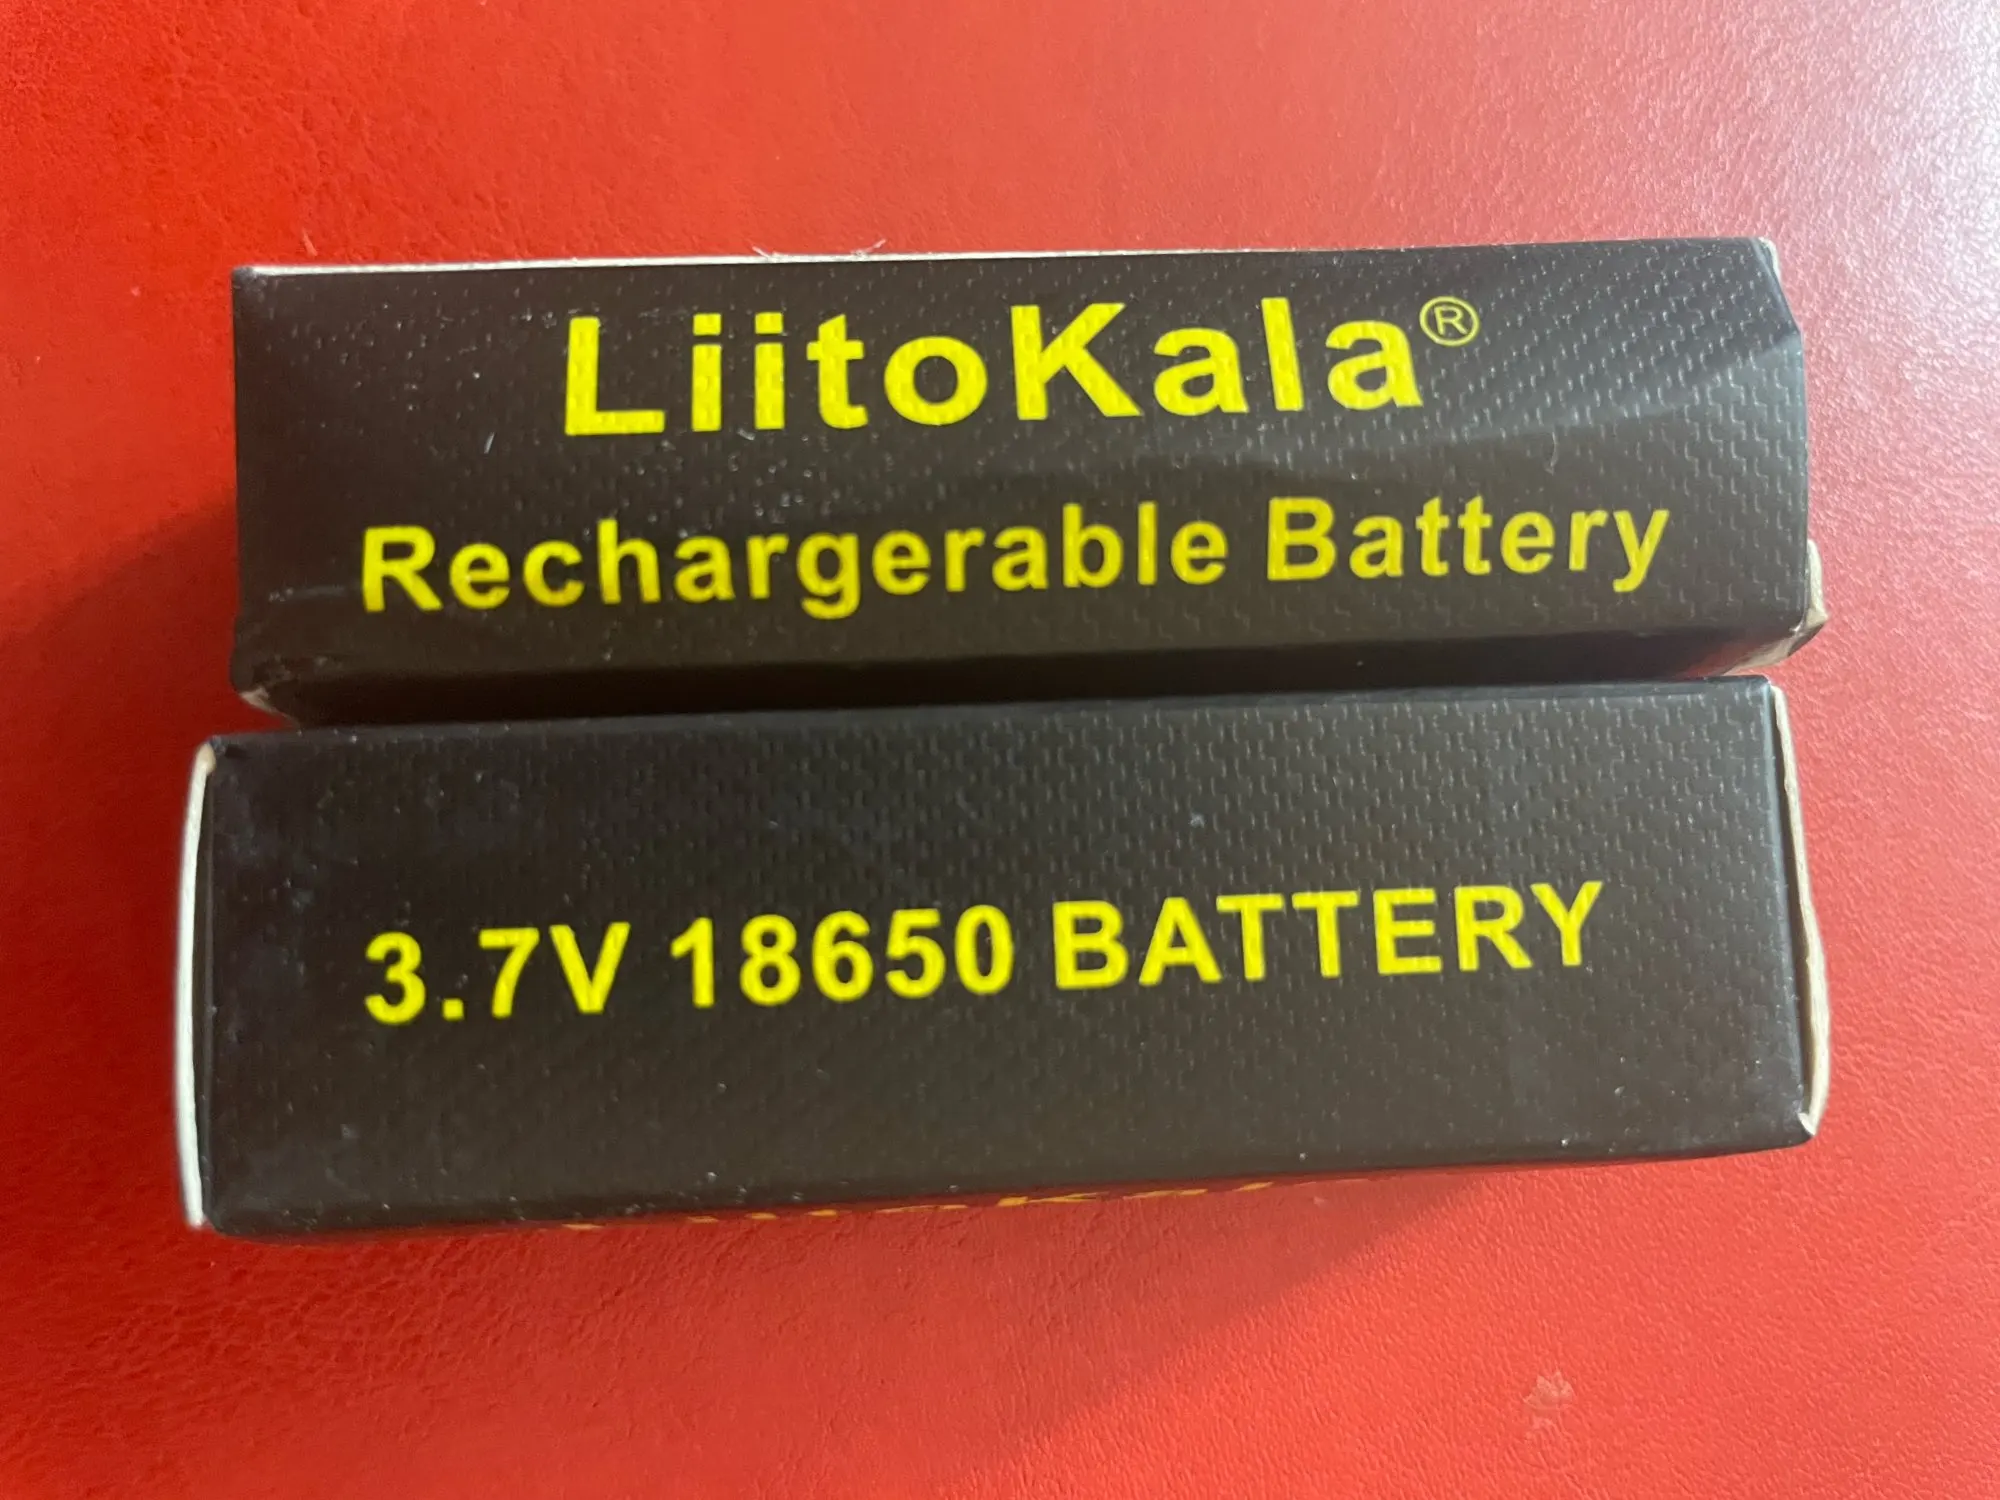 LiitoKala®
Rechargerable Battery
3.7V 18650 BATTERY